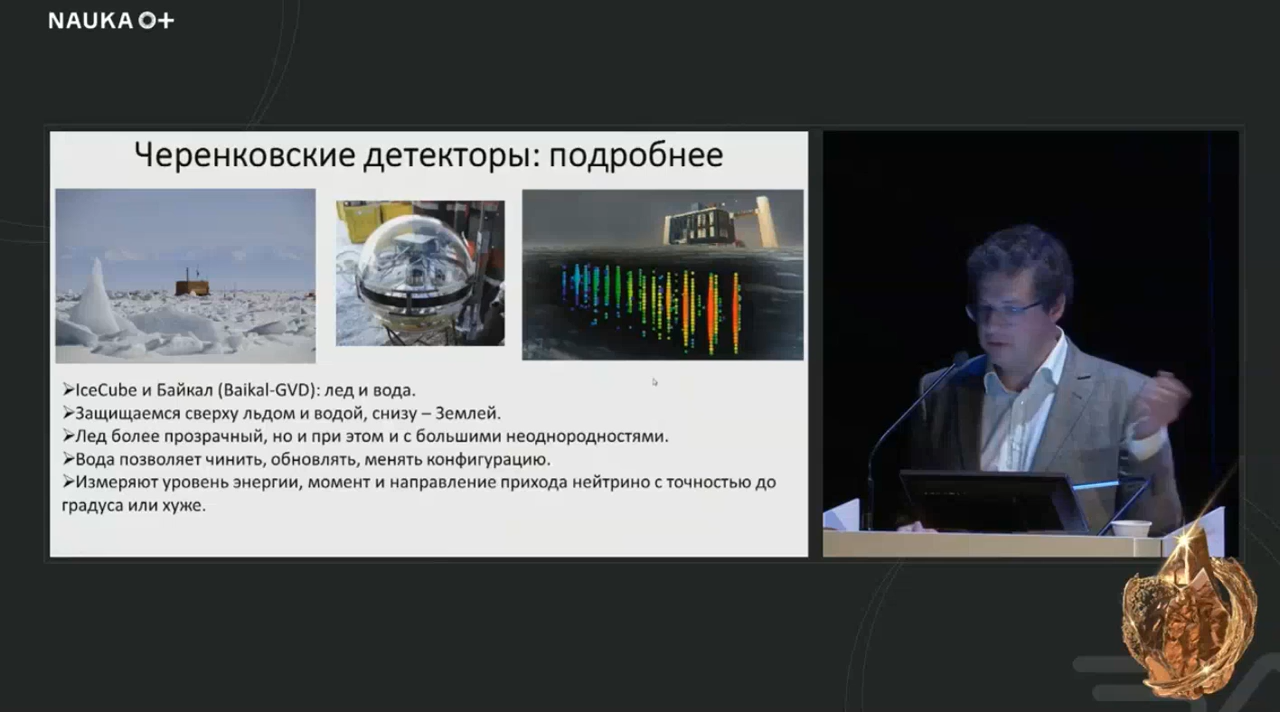 NAUKA 0+
Черенковские детекторы: подробнее
➢IceCube и Байкал (Baikal-GVD): лед и вода.
➢Защищаемся сверху льдом и водой, снизу – Землей.
➢Лед более прозрачный, но и при этом и с большими неоднородностями.
➢Вода позволяет чинить, обновлять, менять конфигурацию.
➢Измеряют уровень энергии, момент и направление прихода нейтрино с точностью до
градуса или хуже.